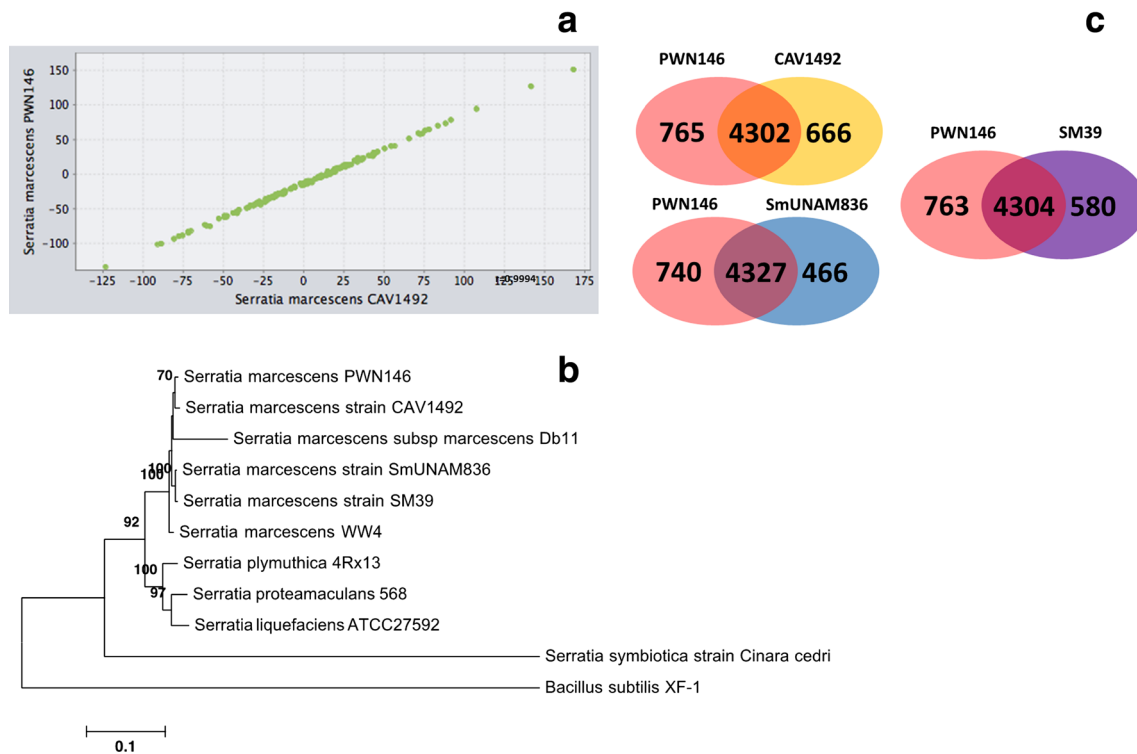 a
c
150
100
50
0
-50
-100
Serratia marcescens PWN146
-125 -100 -75 -50 -25 0 25 50 75 100 125 150 175
Serratia marcescens CAV1492
PWN146 CAV1492
765 4302 666
PWN146 SmUNAM836
740 4327 466
PWN146 SM39
763 4304 580
b
70 Serratia marcescens PWN146
Serratia marcescens strain CAV1492
Serratia marcescens subsp marcescens Db11
100 Serratia marcescens strain SmUNAM836
100
Serratia marcescens strain SM39
92 Serratia marcescens WW4
Serratia plymuthica 4Rx13
100
97 Serratia proteamaculans 568
Serratia liquefaciens ATCC27592
Serratia symbiotica strain Cinara cedri
Bacillus subtilis XF-1
0.1